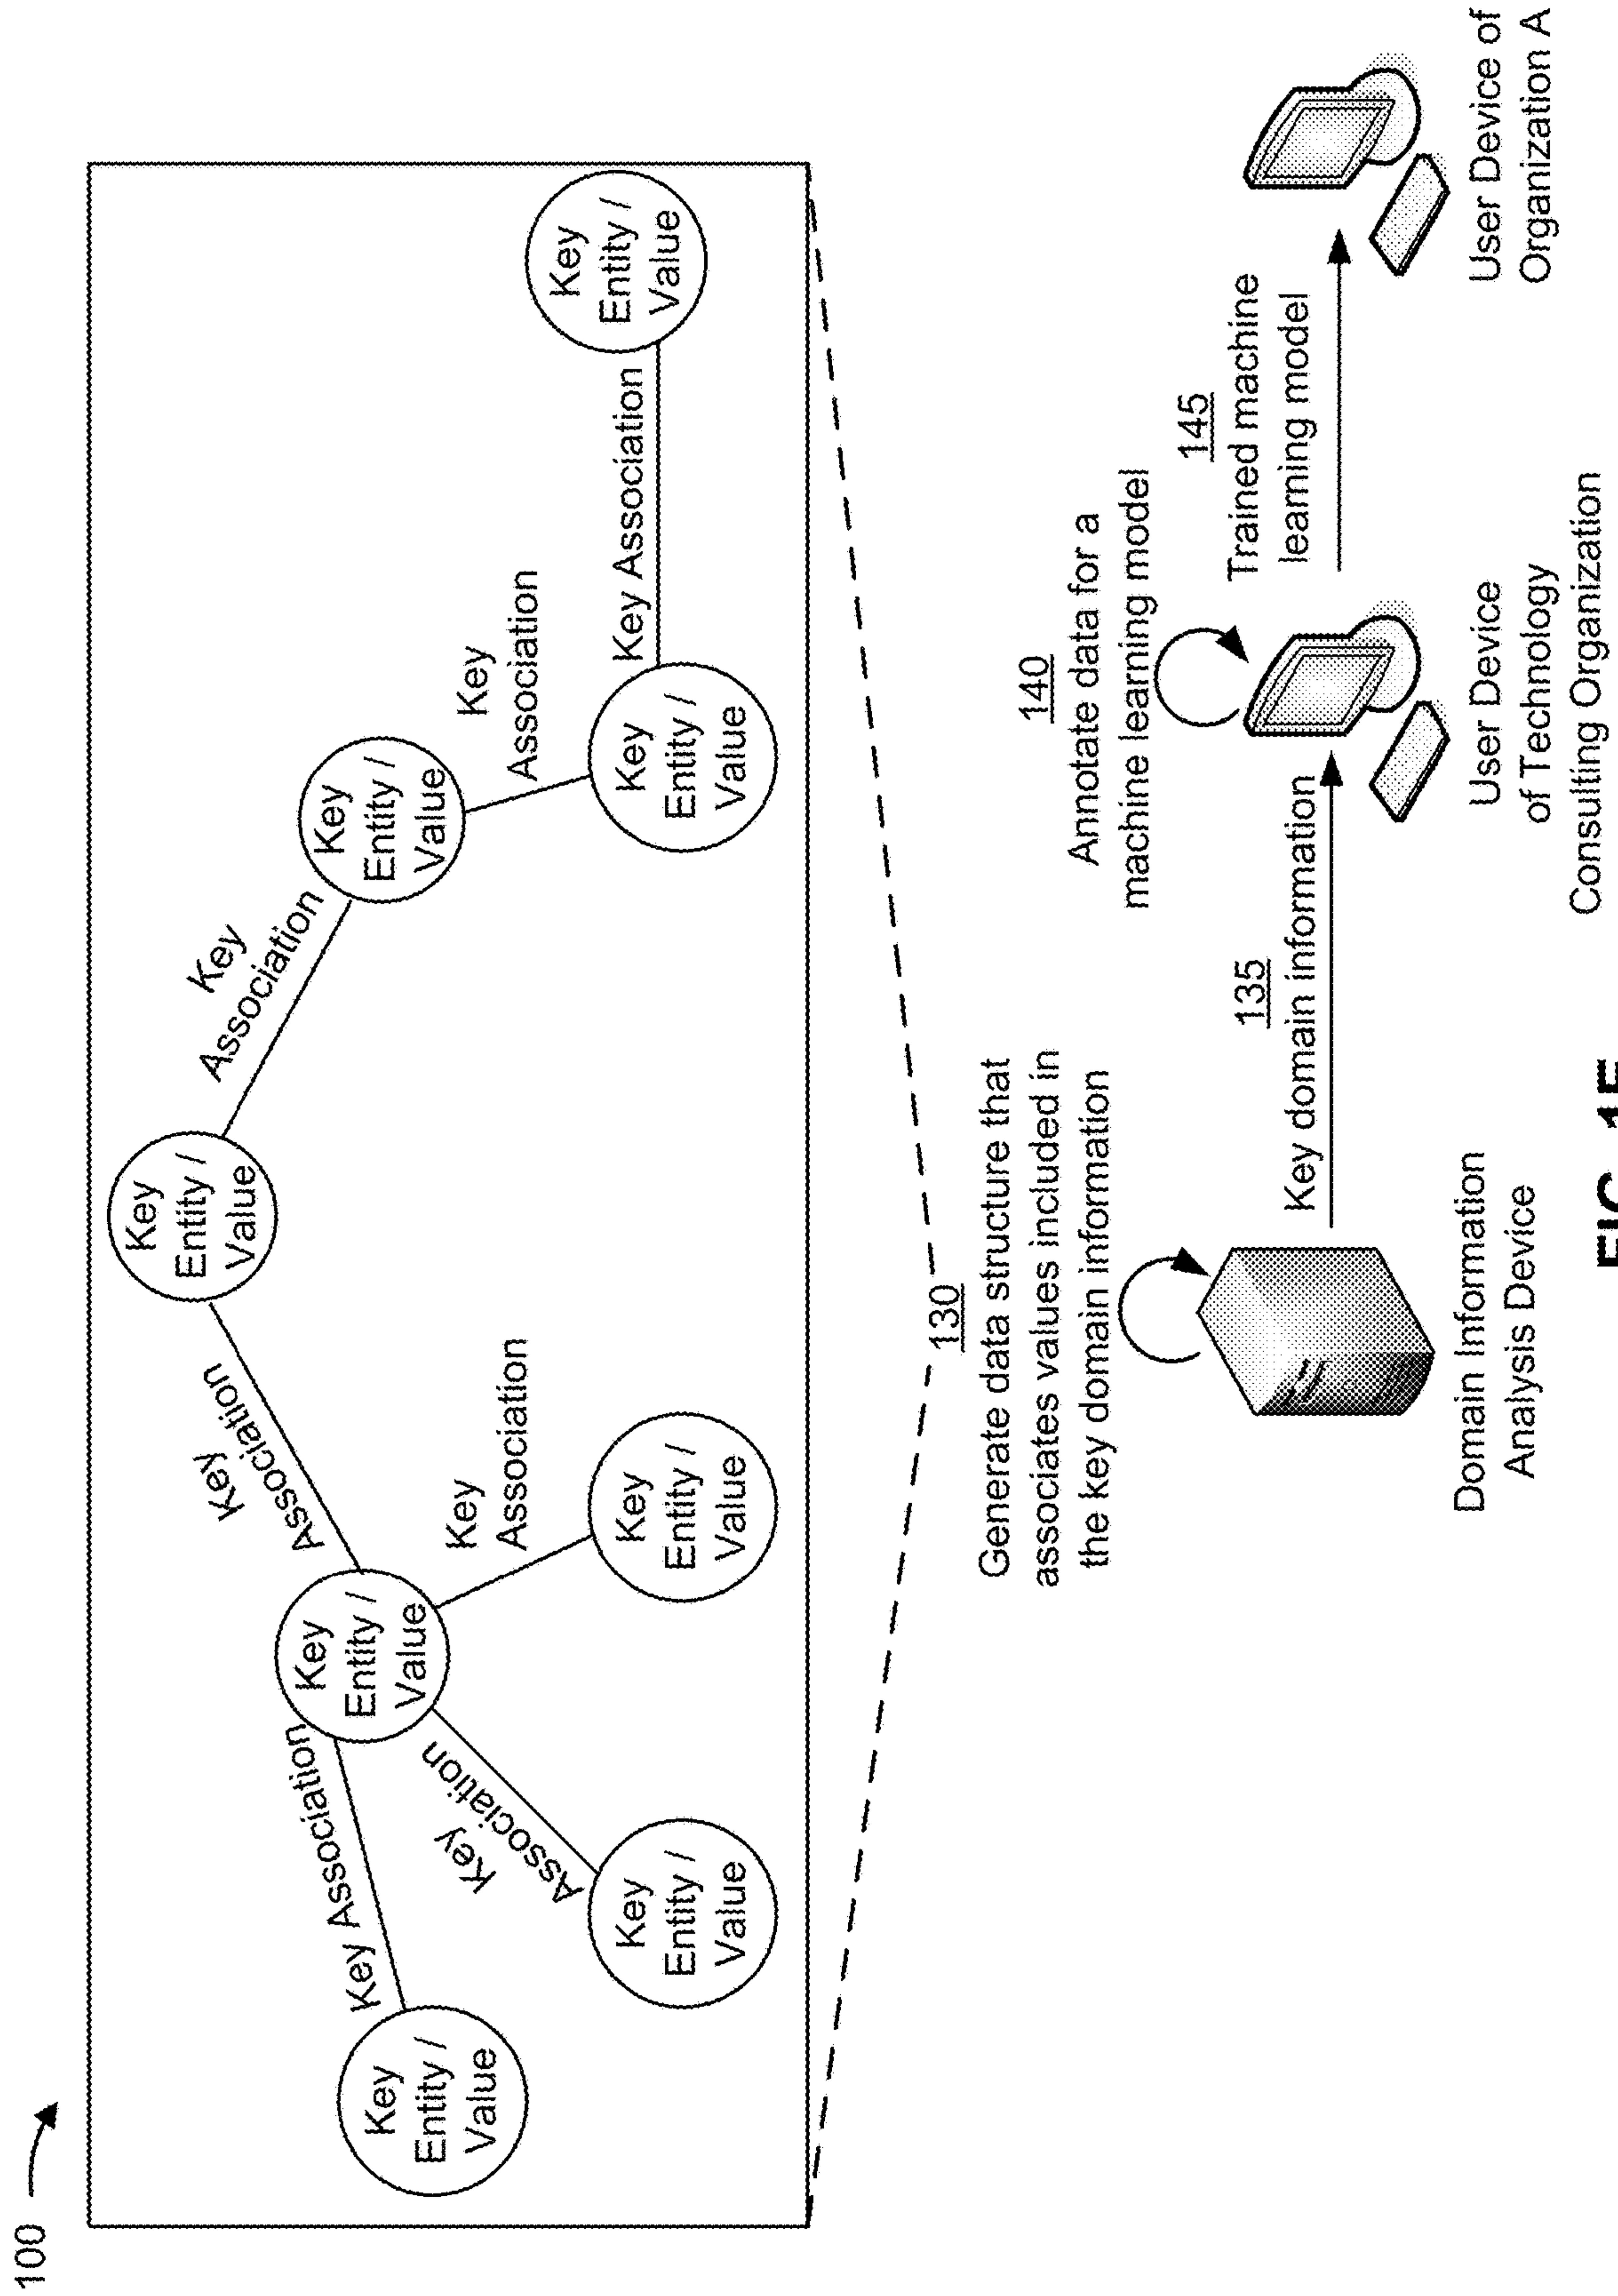 100
Key
Entity /
Value
Key
Association
Key
Association
Key
Entity /
Value
Key
Entity /
Value
Key Association
Key
Entity /
Value
Key
Association
Key
Association
Key
Association
Key
Entity /
Value
Key
Entity /
Value
Key
Entity /
Value
Key Association
Key
Entity /
Value
130
Generate data structure that
associates values included in
the key domain information
140
Annotate data for a
machine learning model
145
Trained machine
learning model
135
Key domain information
Domain Information
Analysis Device
User Device
of Technology
Consulting Organization
User Device of
Organization A